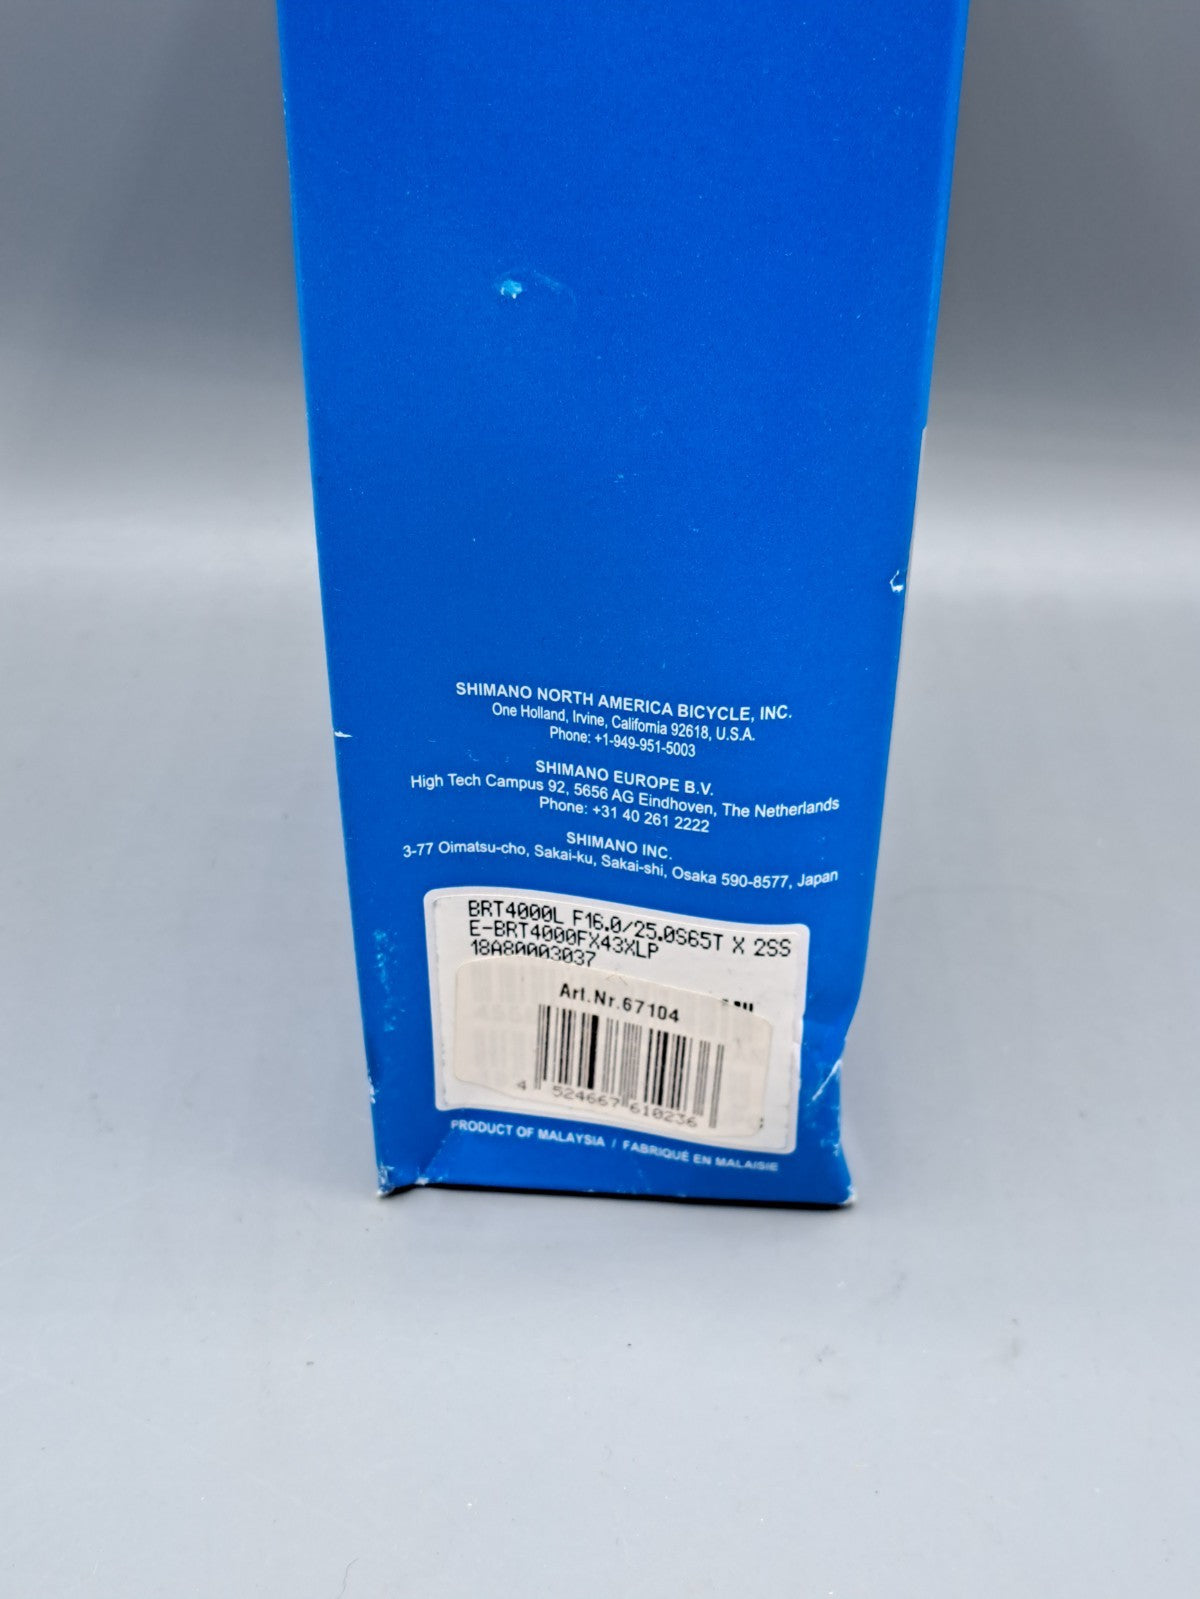 SHIMANO NORTH AMERICA BICYCLE, INC.
One Holland, Irvine, California 92618, U.S.A.
Phone: +1-949-951-5003
SHIMANO EUROPE B.V.
High Tech Campus 92, 5656 AG Eindhoven, The Netherlands
Phone: +31 40 261 2222
SHIMANO INC.
3-77 Oimatsu-cho, Sakai-ku, Sakai-shi, Osaka 590-8577, Japan
BRT4000L F16.0/25.0S65T X 2SS
E-BRT4000FX43XLP
18A80003037
Art.Nr.67104
4 524667 610236
PRODUCT OF MALAYSIA / FABRIQUÉ EN MALAISIE